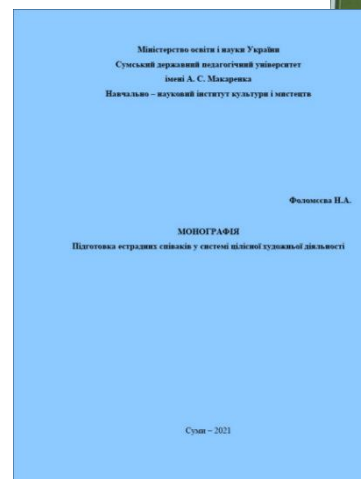 Міністерство освіти і науки України
Сумський державний педагогічний університет
імені А. С. Макаренка
Навчально – науковий інститут культури і мистецтв
Фоломєєва Н.А.
МОНОГРАФІЯ
Підготовка естрадних співаків у системі цілісної художньої діяльності
Суми – 2021